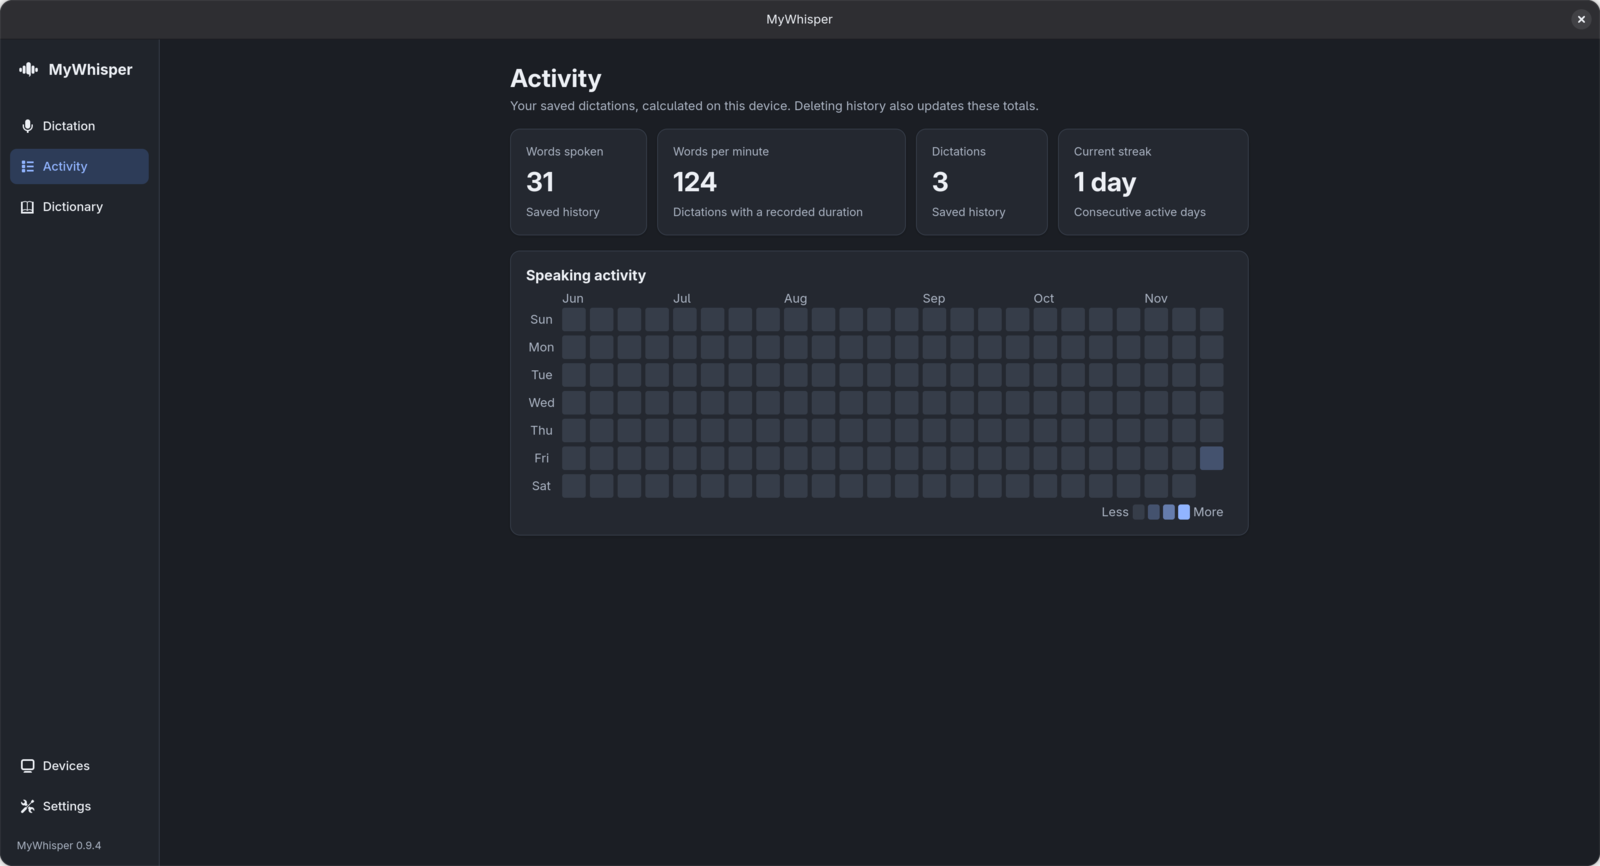 MyWhisper
MyWhisper
Dictation
Activity
Dictionary
Devices
Settings
MyWhisper 0.9.4
Activity
Your saved dictations, calculated on this device. Deleting history also updates these totals.
Words spoken
31
Saved history
Words per minute
124
Dictations with a recorded duration
Dictations
3
Saved history
Current streak
1 day
Consecutive active days
Speaking activity
Jun Jul Aug Sep Oct Nov
Sun
Mon
Tue
Wed
Thu
Fri
Sat
Less More